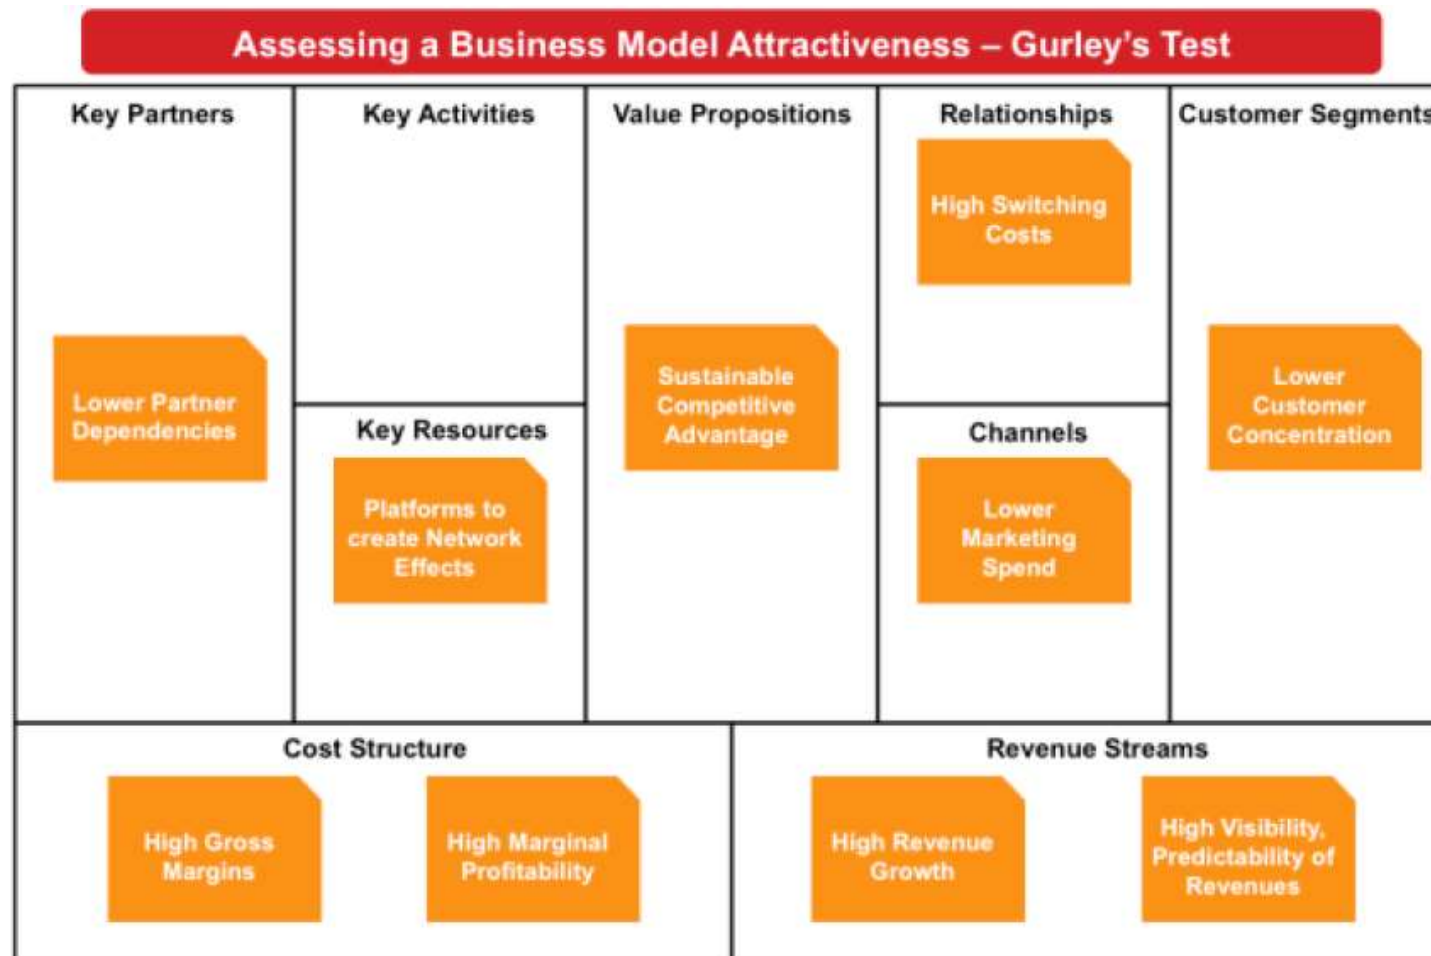 Assessing a Business Model Attractiveness – Gurley's Test
Key Partners
Lower Partner
Dependencies
Key Activities
Key Resources
Platforms to
create Network
Effects
Value Propositions
Sustainable
Competitive
Advantage
Relationships
High Switching
Costs
Channels
Lower
Marketing
Spend
Customer Segments
Lower
Customer
Concentration
Cost Structure
High Gross
Margins
High Marginal
Profitability
Revenue Streams
High Revenue
Growth
High Visibility,
Predictability of
Revenues